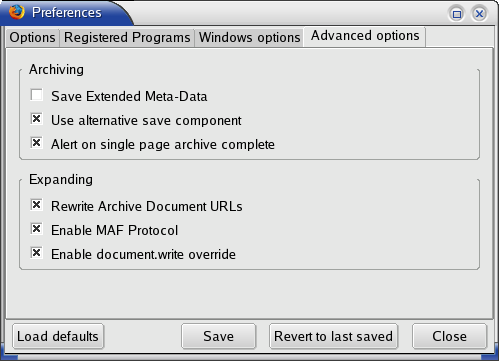 Preferences
Options Registered Programs Windows options Advanced options
Archiving
Save Extended Meta-Data
Use alternative save component
Alert on single page archive complete
Expanding
Rewrite Archive Document URLs
Enable MAF Protocol
Enable document.write override
Load defaults Save Revert to last saved Close